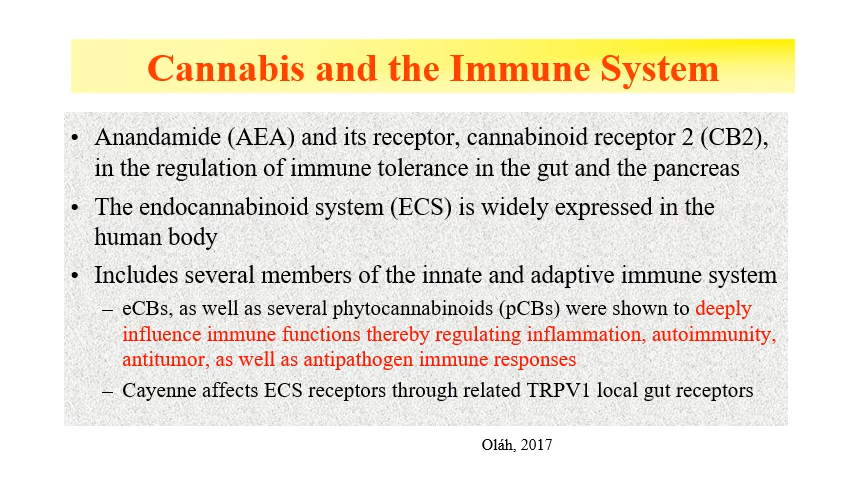 Cannabis and the Immune System
• Anandamide (AEA) and its receptor, cannabinoid receptor 2 (CB2),
in the regulation of immune tolerance in the gut and the pancreas
• The endocannabinoid system (ECS) is widely expressed in the
human body
• Includes several members of the innate and adaptive immune system
– eCBs, as well as several phytocannabinoids (pCBs) were shown to deeply
influence immune functions thereby regulating inflammation, autoimmunity,
antitumor, as well as antipathogen immune responses
– Cayenne affects ECS receptors through related TRPV1 local gut receptors
Oláh, 2017